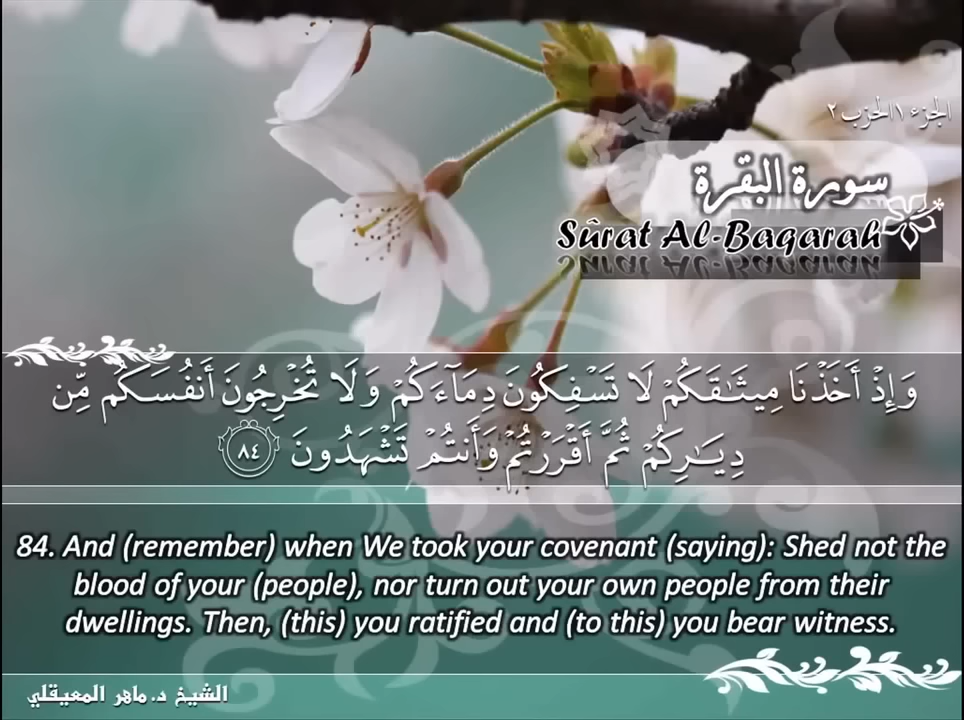 الجزء ١ الحزب ٢
سورة البقرة
Sûrat Al-Baqarah
وَإِذْ أَخَذْنَا مِيثَـٰقَكُمْ لَا تَسْفِكُونَ دِمَآءَكُمْ وَلَا تُخْرِجُونَ أَنفُسَكُم مِّن
دِيَـٰرِكُمْ ثُمَّ أَقْرَرْتُمْ وَأَنتُمْ تَشْهَدُونَ ٨٤
84. And (remember) when We took your covenant (saying): Shed not the
blood of your (people), nor turn out your own people from their
dwellings. Then, (this) you ratified and (to this) you bear witness.
الشيخ د. ماهر المعيقلي